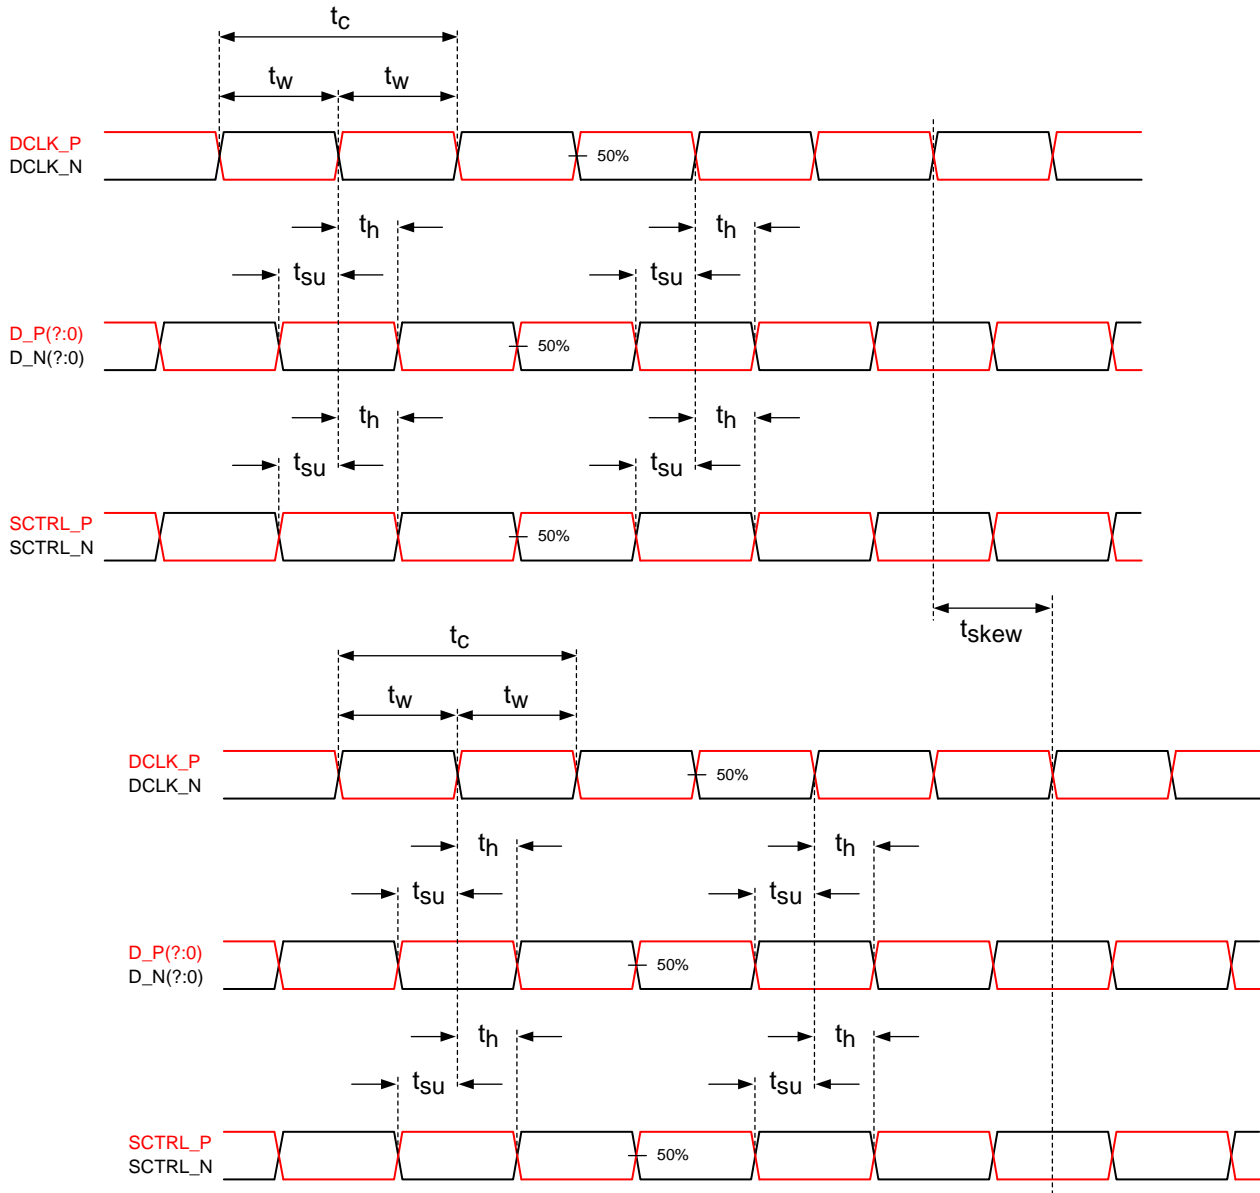 tc
tw tw
DCLK_P
DCLK_N
50%
th th
tsu tsu
D_P(?:0)
D_N(?:0)
50%
th th
tsu tsu
SCTRL_P
SCTRL_N
50%
tskew
tc
tw tw
DCLK_P
DCLK_N
50%
th th
tsu tsu
D_P(?:0)
D_N(?:0)
50%
th th
tsu tsu
SCTRL_P
SCTRL_N
50%